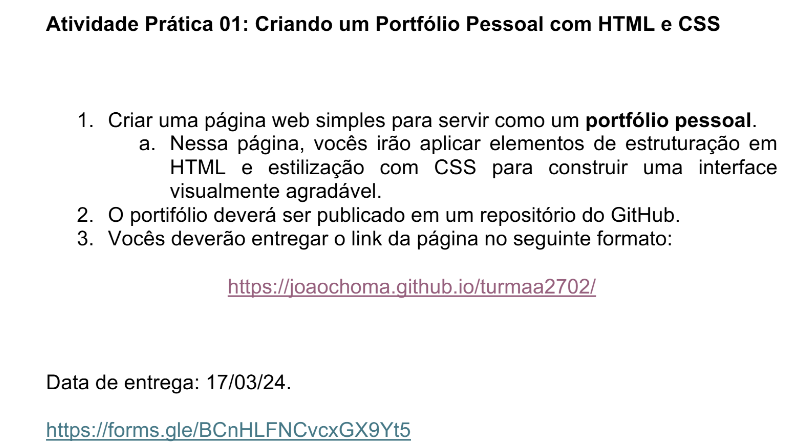 Atividade Prática 01: Criando um Portfólio Pessoal com HTML e CSS
1. Criar uma página web simples para servir como um portfólio pessoal.
a. Nessa página, vocês irão aplicar elementos de estruturação em
HTML e estilização com CSS para construir uma interface
visualmente agradável.
2. O portifólio deverá ser publicado em um repositório do GitHub.
3. Vocês deverão entregar o link da página no seguinte formato:
https://joaochoma.github.io/turmaa2702/
Data de entrega: 17/03/24.
https://forms.gle/BCnHLFNCvcxGX9Yt5